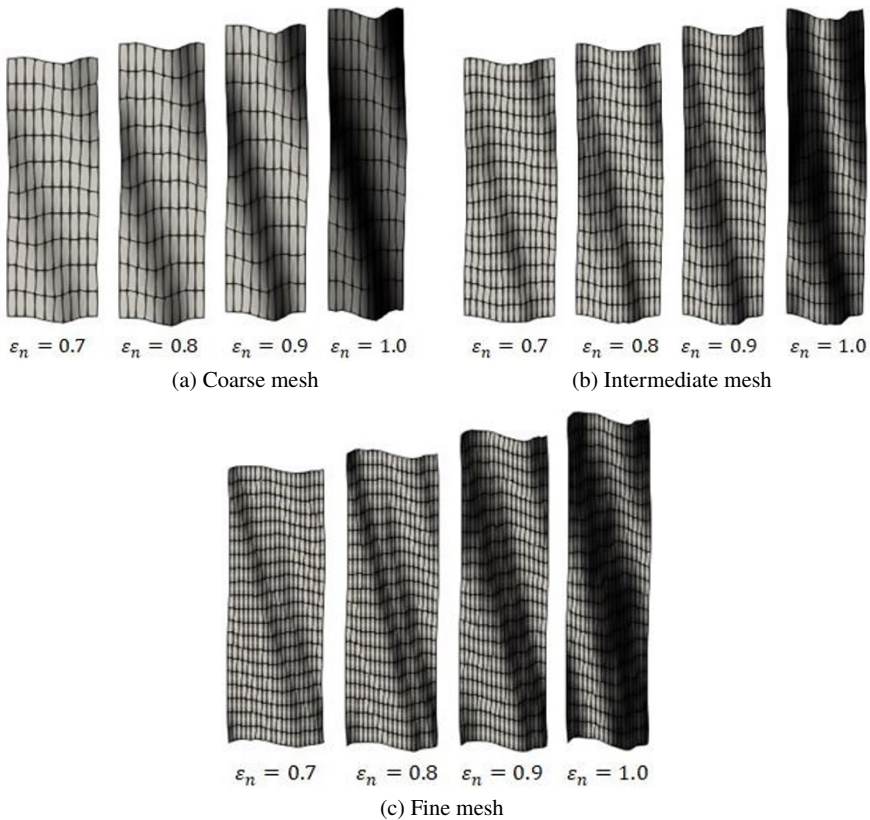 εₙ = 0.7 εₙ = 0.8 εₙ = 0.9 εₙ = 1.0 εₙ = 0.7 εₙ = 0.8 εₙ = 0.9 εₙ = 1.0
(a) Coarse mesh (b) Intermediate mesh
εₙ = 0.7 εₙ = 0.8 εₙ = 0.9 εₙ = 1.0
(c) Fine mesh